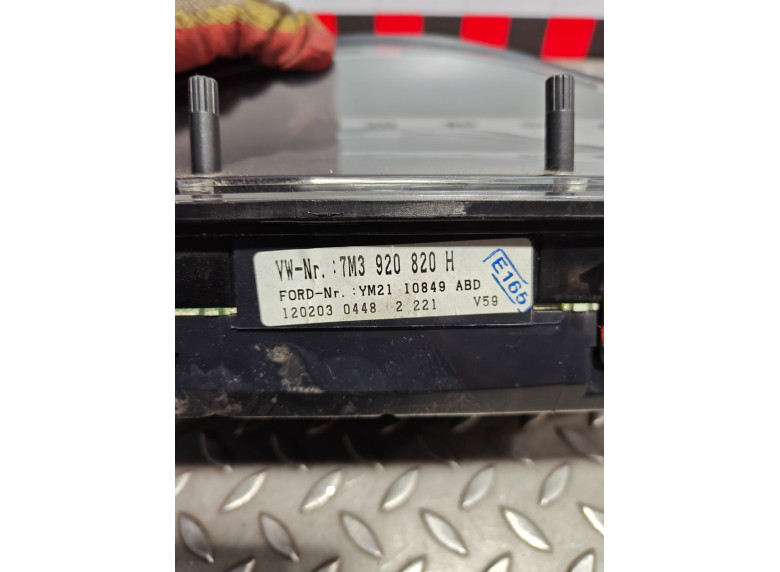 VW-Nr.:7M3 920 820 H
FORD-Nr.:YM21 10849 ABD
120203 0448 2 221 V59
E165